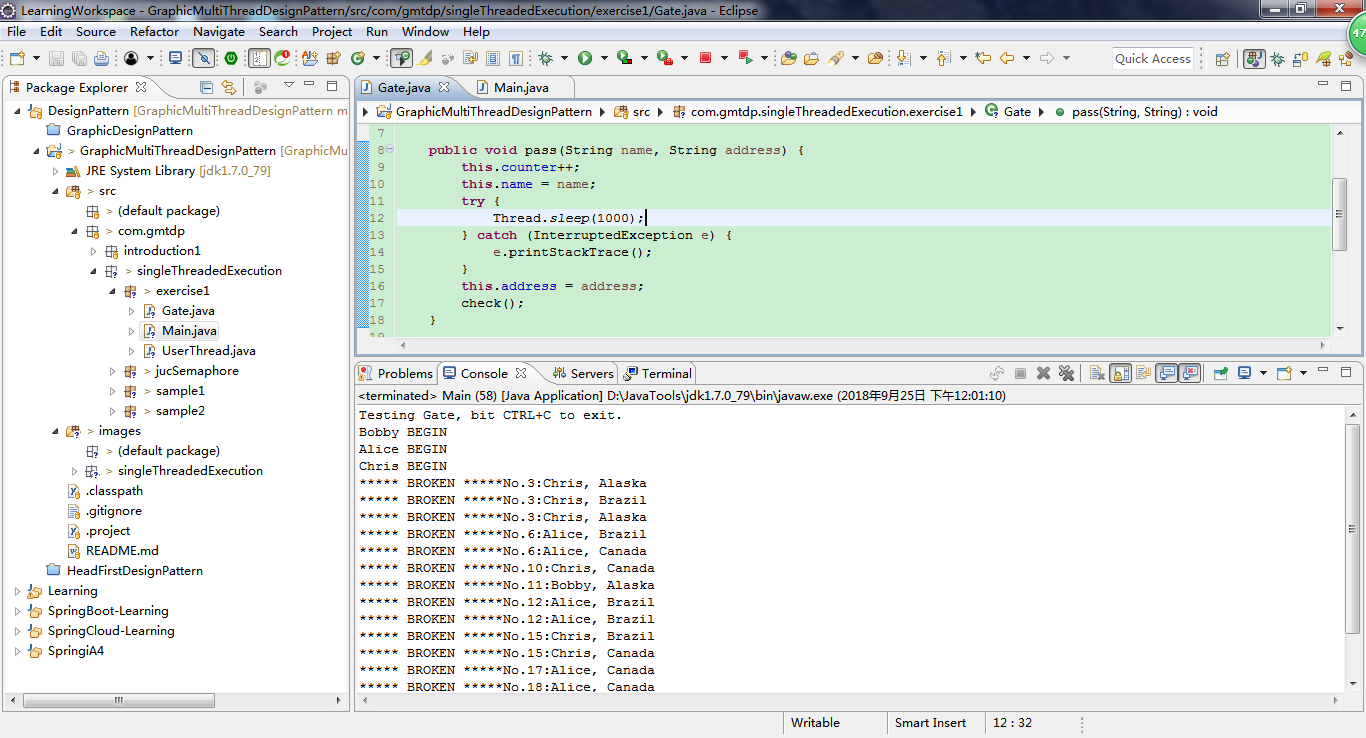 LearningWorkspace - GraphicMultiThreadDesignPattern/src/com/gmtdp/singleThreadedExecution/exercise1/Gate.java - Eclipse
File Edit Source Refactor Navigate Search Project Run Window Help
47
Quick Access
Package Explorer
DesignPattern [GraphicMultiThreadDesignPattern m
GraphicDesignPattern
> GraphicMultiThreadDesignPattern [GraphicMu
JRE System Library [jdk1.7.0_79]
> src
> (default package)
> com.gmtdp
introduction1
> singleThreadedExecution
> exercise1
Gate.java
Main.java
UserThread.java
> jucSemaphore
> sample1
> sample2
> images
> (default package)
> singleThreadedExecution
.classpath
.gitignore
.project
README.md
HeadFirstDesignPattern
Learning
SpringBoot-Learning
SpringCloud-Learning
SpringiA4
Gate.java Main.java
GraphicMultiThreadDesignPattern src com.gmtdp.singleThreadedExecution.exercise1 Gate pass(String, String) : void
7
8 public void pass(String name, String address) {
9 this.counter++;
10 this.name = name;
11 try {
12 Thread.sleep(1000);
13 } catch (InterruptedException e) {
14 e.printStackTrace();
15 }
16 this.address = address;
17 check();
18 }
19
Problems Console Servers Terminal
<terminated> Main (58) [Java Application] D:\JavaTools\jdk1.7.0_79\bin\javaw.exe (2018年9月25日 下午12:01:10)
Testing Gate, bit CTRL+C to exit.
Bobby BEGIN
Alice BEGIN
Chris BEGIN
***** BROKEN *****No.3:Chris, Alaska
***** BROKEN *****No.3:Chris, Brazil
***** BROKEN *****No.3:Chris, Alaska
***** BROKEN *****No.6:Alice, Brazil
***** BROKEN *****No.6:Alice, Canada
***** BROKEN *****No.10:Chris, Canada
***** BROKEN *****No.11:Bobby, Alaska
***** BROKEN *****No.12:Alice, Brazil
***** BROKEN *****No.12:Alice, Brazil
***** BROKEN *****No.15:Chris, Brazil
***** BROKEN *****No.15:Chris, Canada
***** BROKEN *****No.17:Alice, Canada
***** BROKEN *****No.18:Alice, Canada
Writable Smart Insert 12 : 32